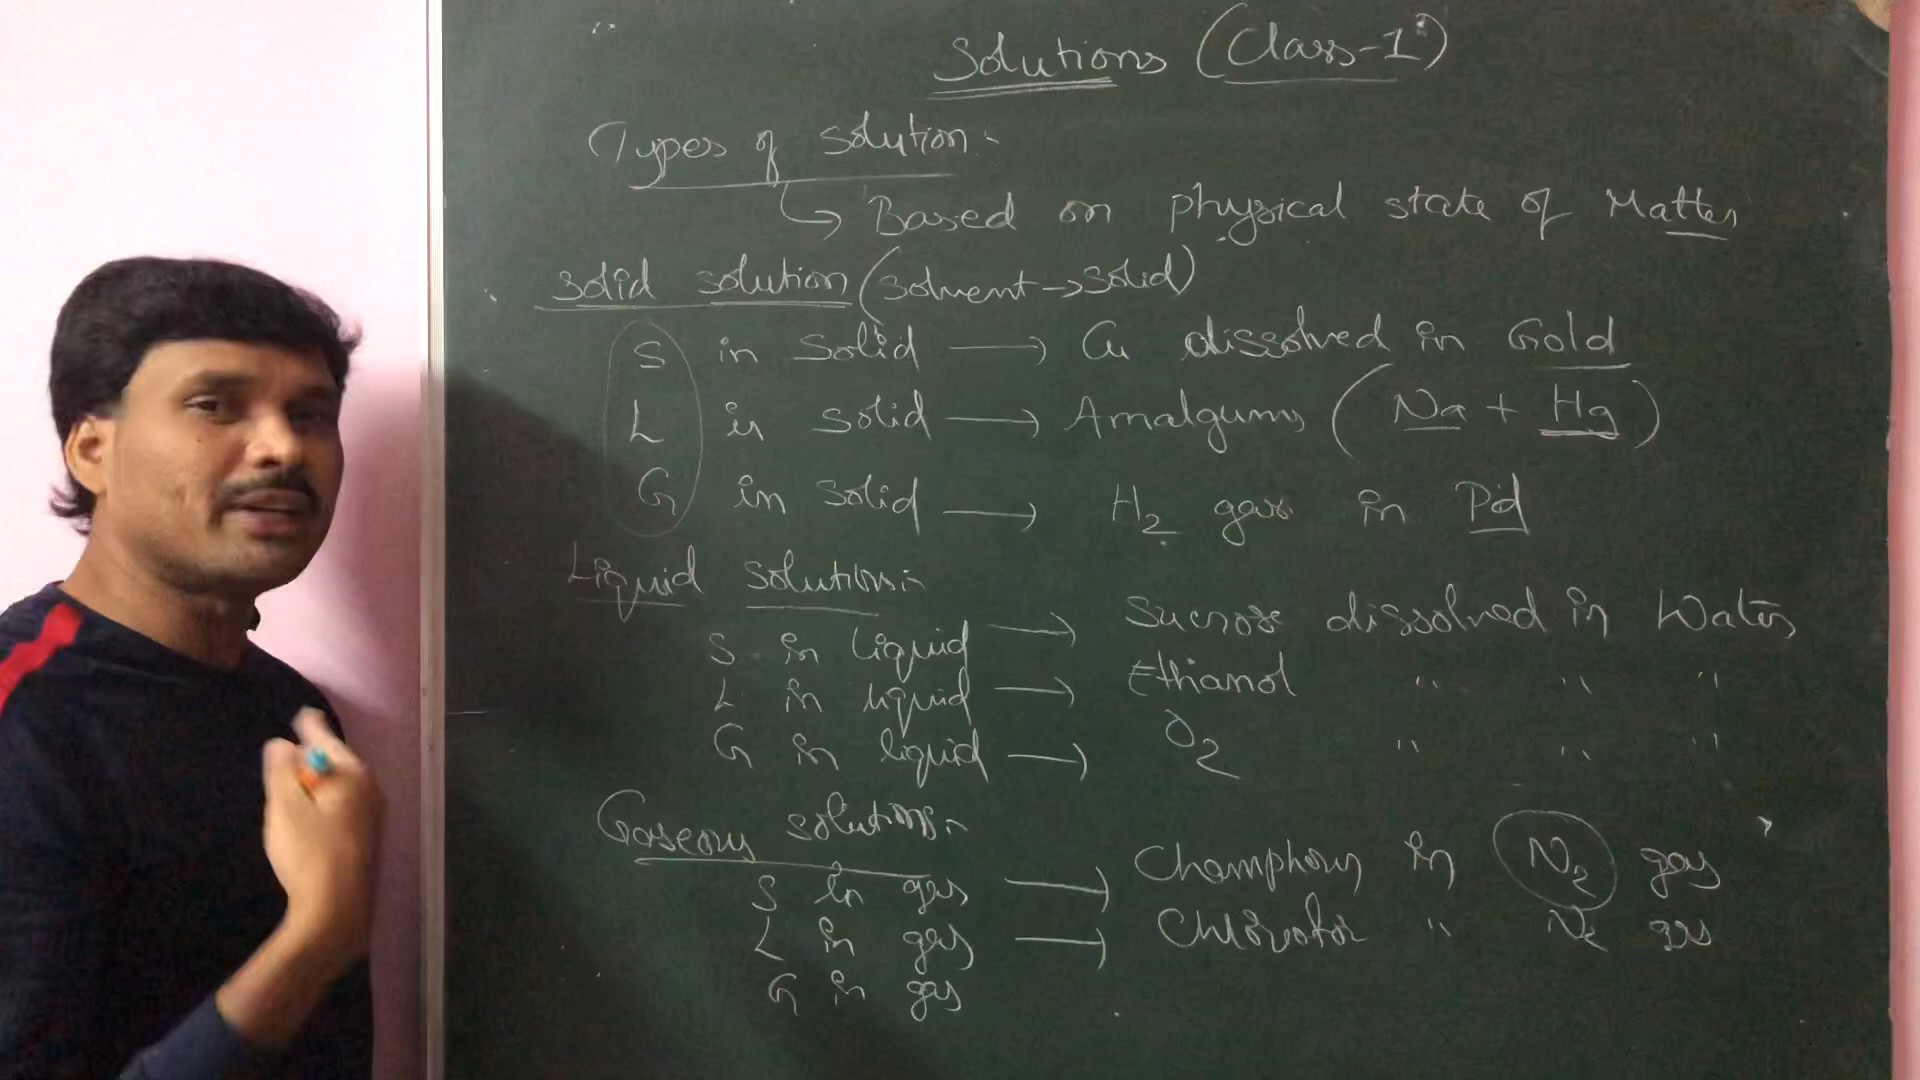 Solutions (Class-1)
Types of solution:-
↳ Based on physical state of Matter
Solid solution (solvent→solid)
S in solid → Cu dissolved in Gold
L in solid → Amalgums (Na + Hg)
G in solid → H2 gas in Pd
Liquid solutions:-
S in liquid → Sucrose dissolved in Water
L in liquid → Ethanol " " "
G in liquid → O2 " " "
Gaseous solutions:-
S in gas → in N2 gas
L in gas → " N2 gas
G in gas